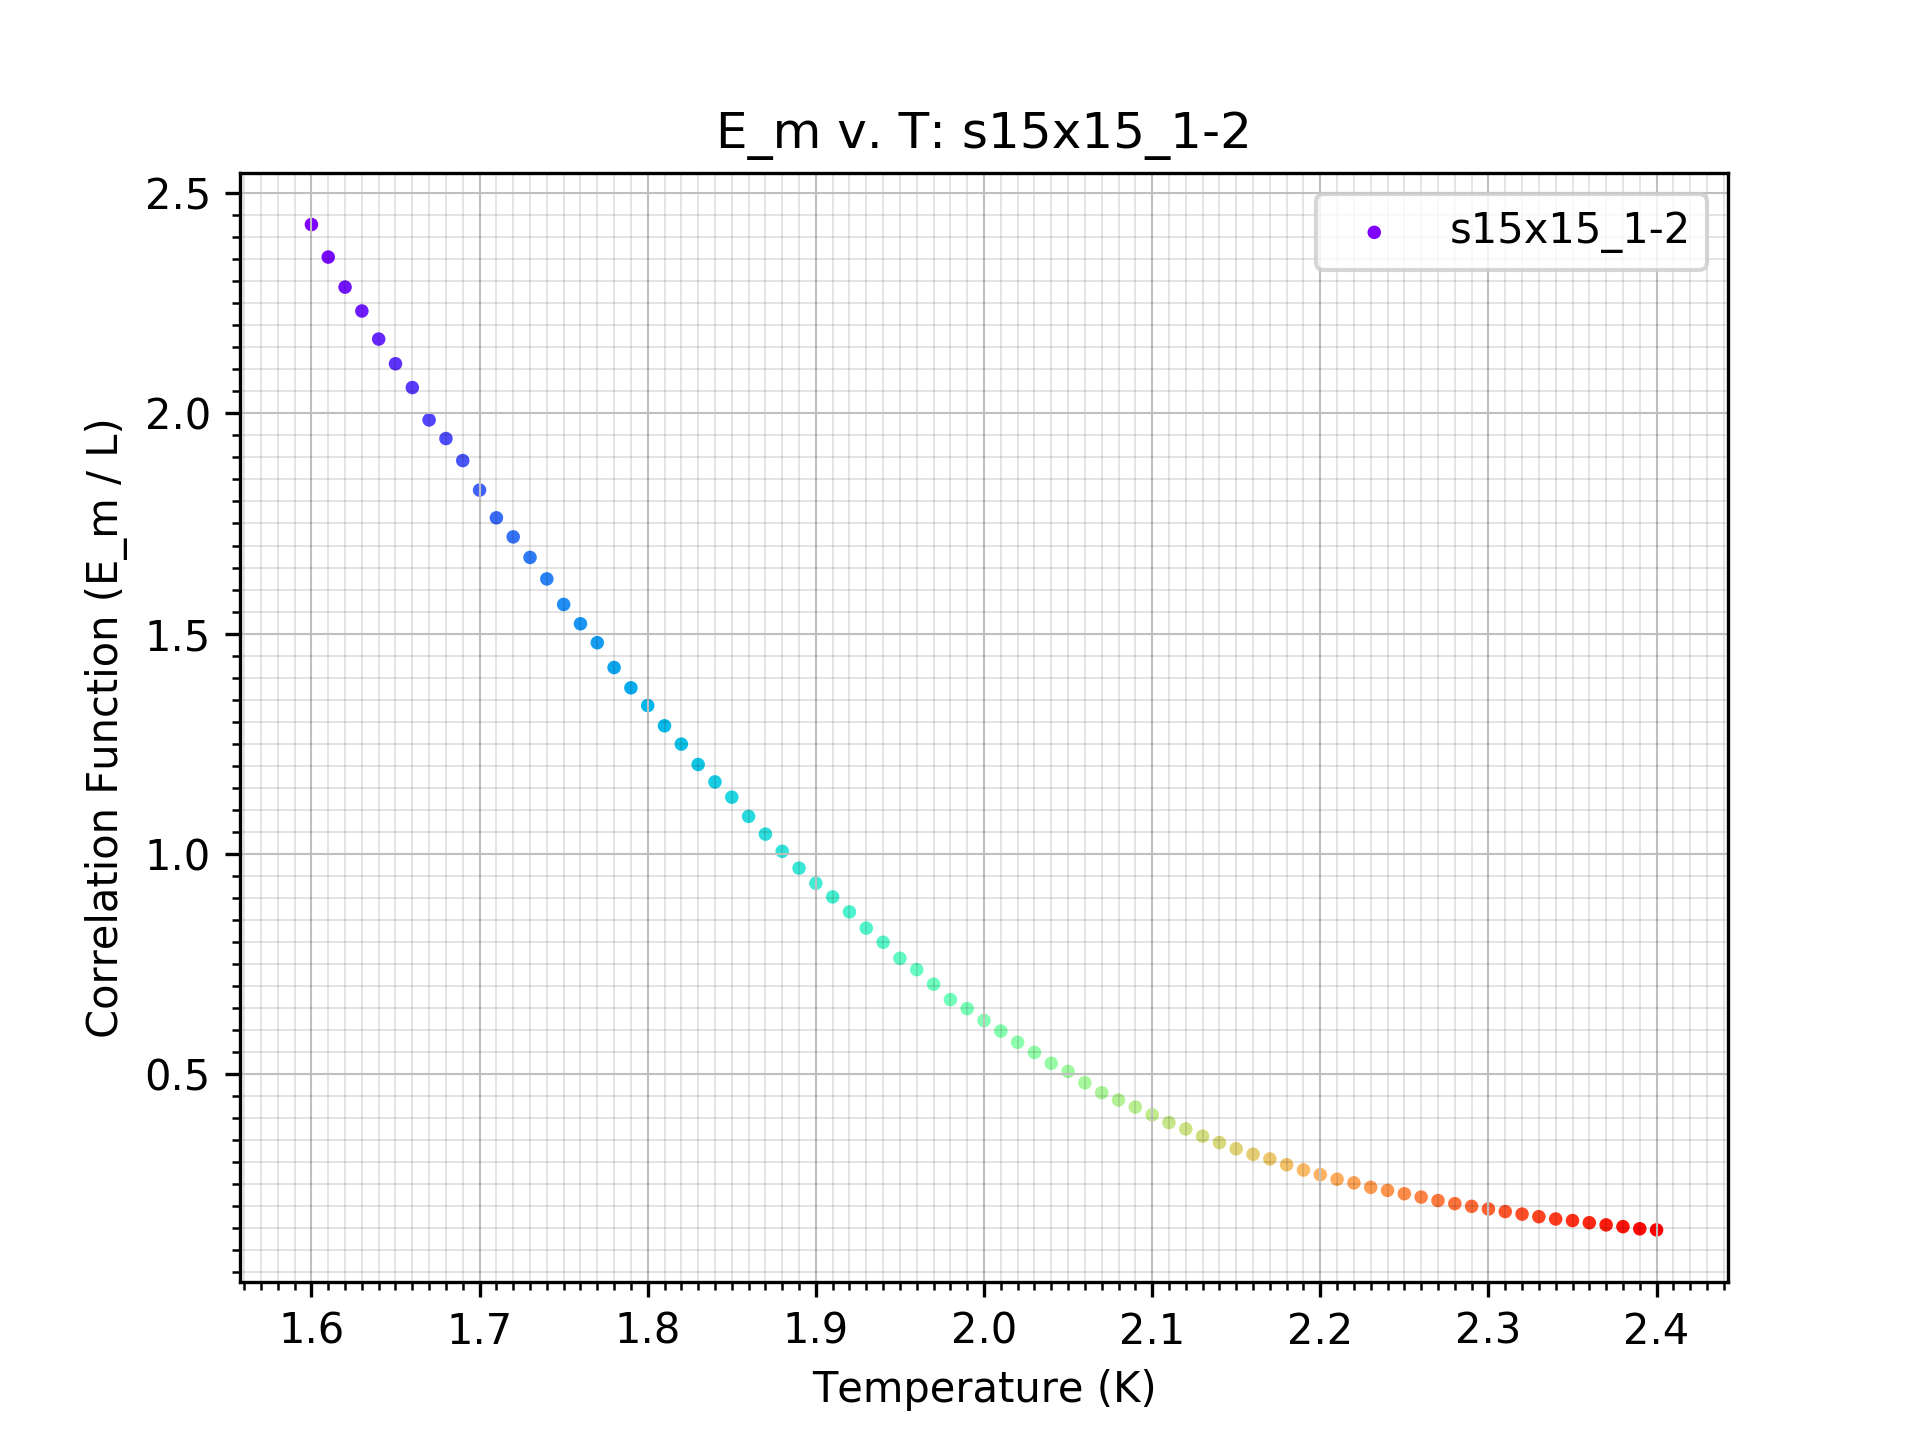 E_m v. T: s15x15_1-2
s15x15_1-2
Correlation Function (E_m / L)
2.5
2.0
1.5
1.0
0.5
1.6 1.7 1.8 1.9 2.0 2.1 2.2 2.3 2.4
Temperature (K)